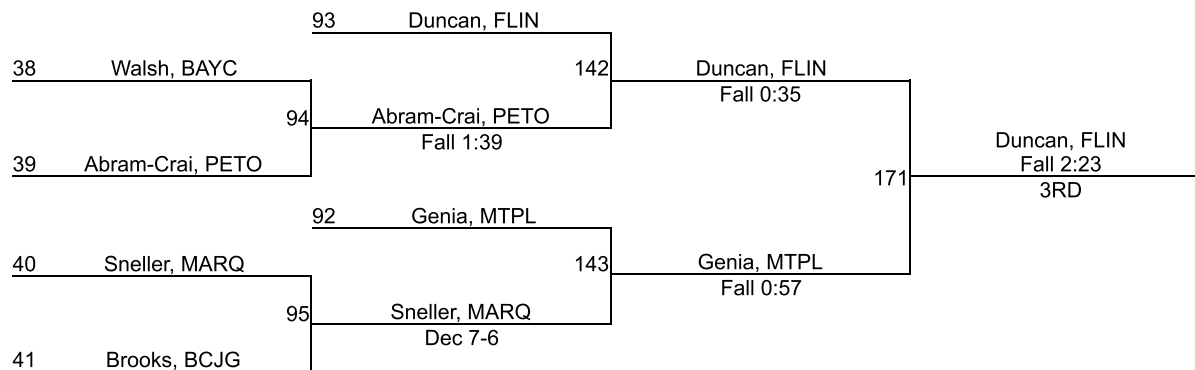 93 Duncan, FLIN
38 Walsh, BAYC
142 Duncan, FLIN
Fall 0:35
94 Abram-Crai, PETO
Fall 1:39
39 Abram-Crai, PETO
Duncan, FLIN
Fall 2:23
171
3RD
92 Genia, MTPL
40 Sneller, MARQ
143 Genia, MTPL
Fall 0:57
95 Sneller, MARQ
Dec 7-6
41 Brooks, BCJG